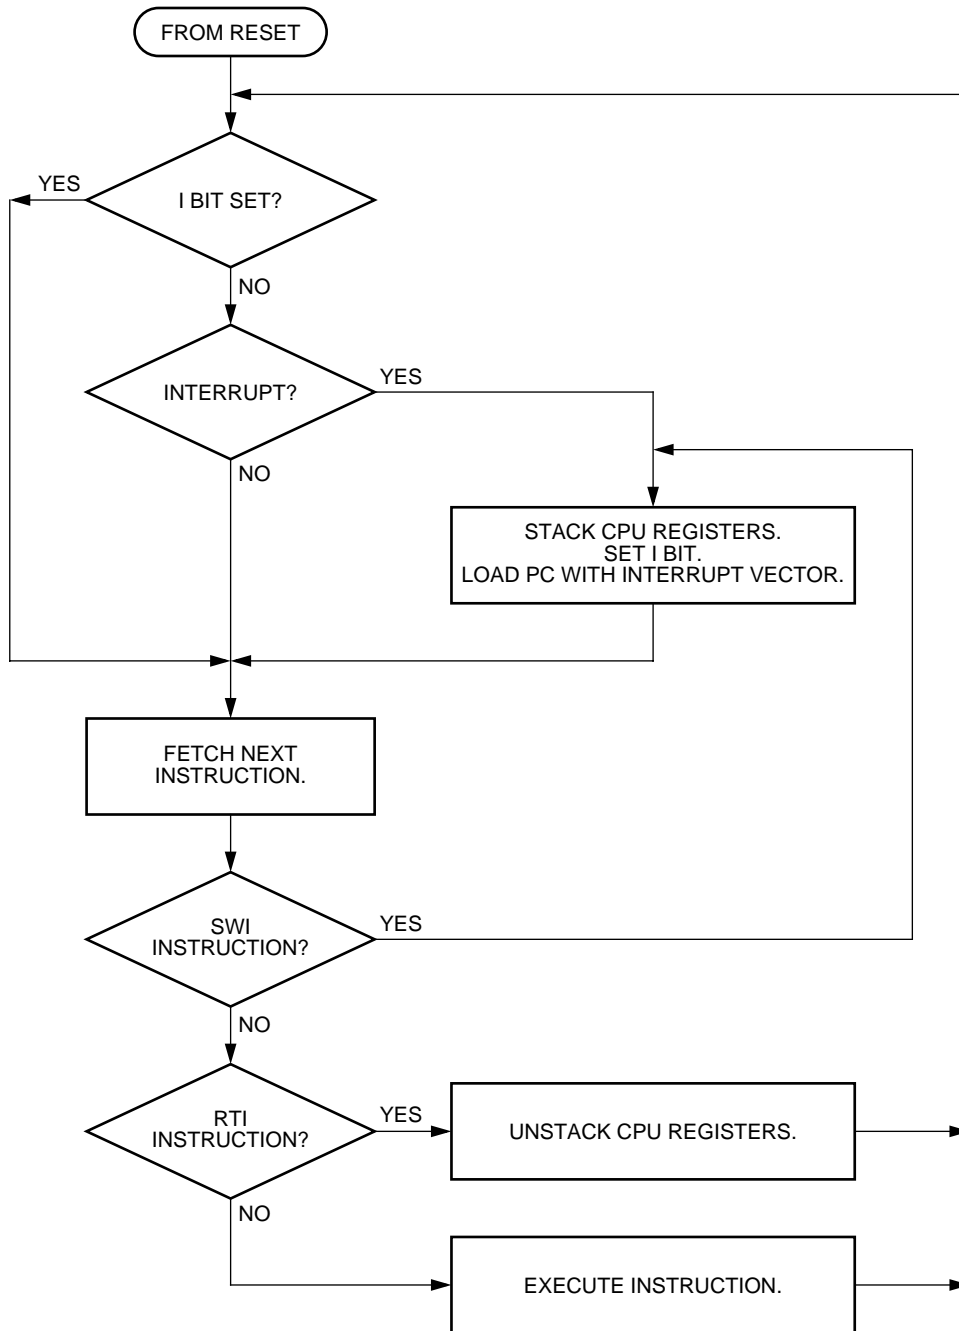 FROM RESET
YES
I BIT SET?
NO
INTERRUPT?
YES
NO
STACK CPU REGISTERS.
SET I BIT.
LOAD PC WITH INTERRUPT VECTOR.
FETCH NEXT
INSTRUCTION.
SWI
INSTRUCTION?
YES
NO
RTI
INSTRUCTION?
YES
UNSTACK CPU REGISTERS.
NO
EXECUTE INSTRUCTION.